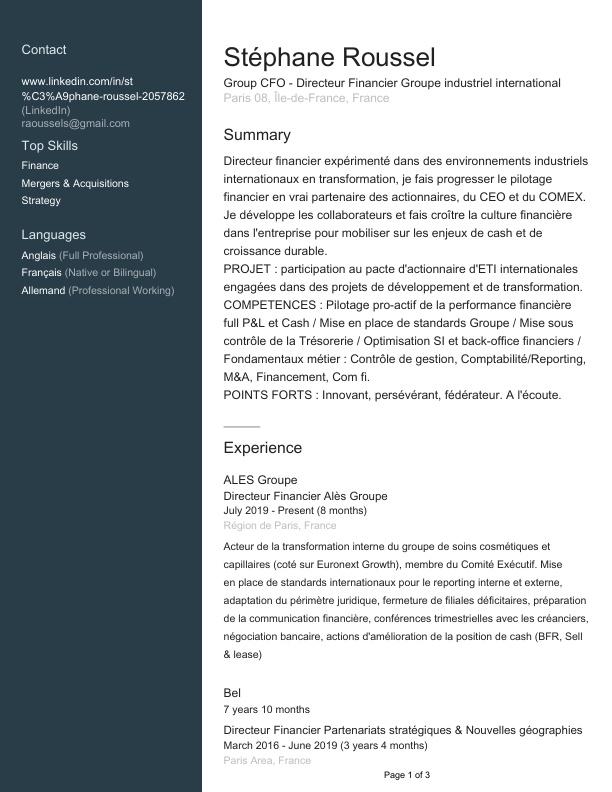 Contact
www.linkedin.com/in/st
%C3%A9phane-roussel-2057862
(LinkedIn)
raoussels@gmail.com
Top Skills
Finance
Mergers & Acquisitions
Strategy
Languages
Anglais (Full Professional)
Français (Native or Bilingual)
Allemand (Professional Working)
Stéphane Roussel
Group CFO - Directeur Financier Groupe industriel international
Paris 08, Île-de-France, France
Summary
Directeur financier expérimenté dans des environnements industriels
internationaux en transformation, je fais progresser le pilotage
financier en vrai partenaire des actionnaires, du CEO et du COMEX.
Je développe les collaborateurs et fais croître la culture financière
dans l'entreprise pour mobiliser sur les enjeux de cash et de
croissance durable.
PROJET : participation au pacte d'actionnaire d'ETI internationales
engagées dans des projets de développement et de transformation.
COMPETENCES : Pilotage pro-actif de la performance financière
full P&L et Cash / Mise en place de standards Groupe / Mise sous
contrôle de la Trésorerie / Optimisation SI et back-office financiers /
Fondamentaux métier : Contrôle de gestion, Comptabilité/Reporting,
M&A, Financement, Com fi.
POINTS FORTS : Innovant, persévérant, fédérateur. A l'écoute.
Experience
ALES Groupe
Directeur Financier Alès Groupe
July 2019 - Present (8 months)
Région de Paris, France
Acteur de la transformation interne du groupe de soins cosmétiques et
capillaires (coté sur Euronext Growth), membre du Comité Exécutif. Mise
en place de standards internationaux pour le reporting interne et externe,
adaptation du périmètre juridique, fermeture de filiales déficitaires, préparation
de la communication financière, conférences trimestrielles avec les créanciers,
négociation bancaire, actions d'amélioration de la position de cash (BFR, Sell
& lease)
Bel
7 years 10 months
Directeur Financier Partenariats stratégiques & Nouvelles géographies
March 2016 - June 2019 (3 years 4 months)
Paris Area, France
Page 1 of 3